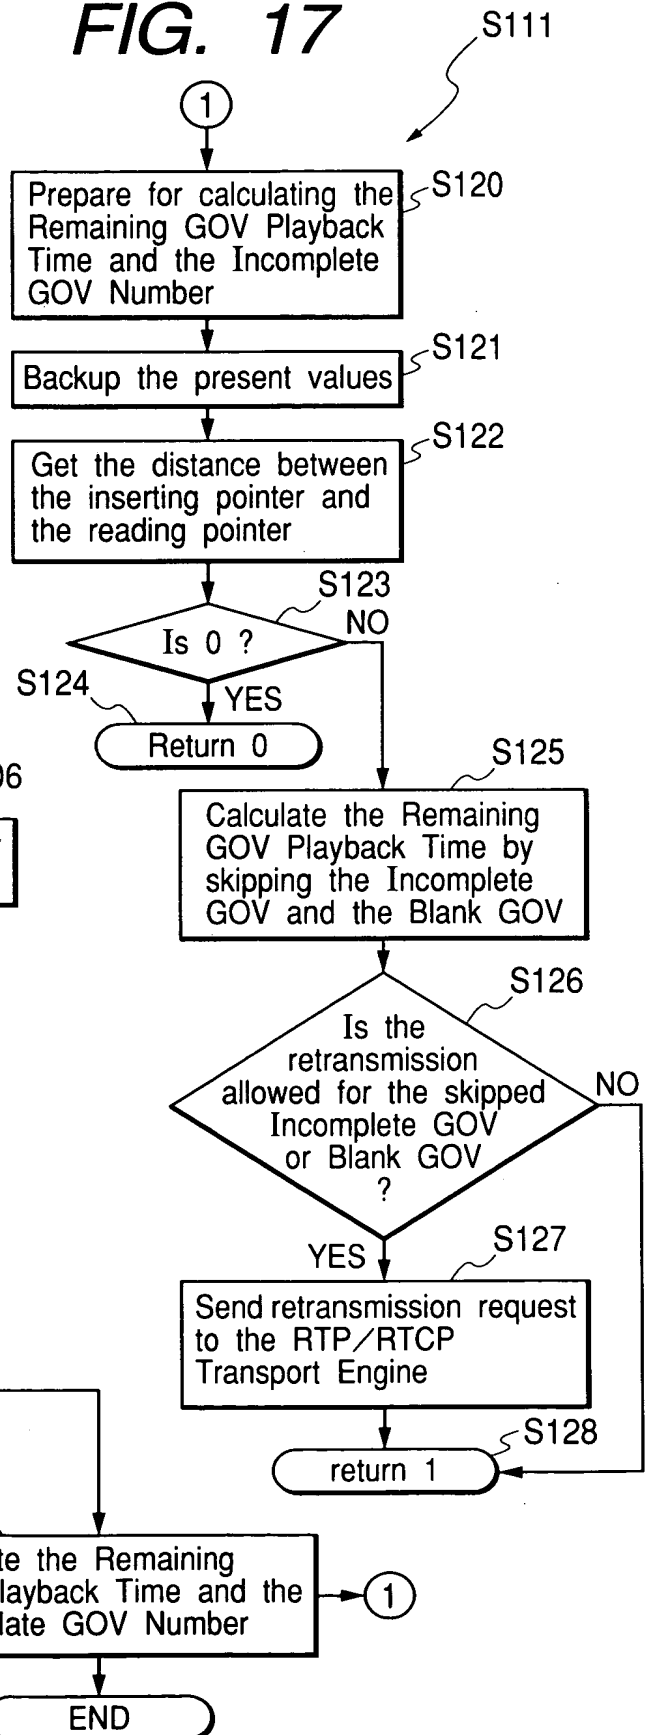 FIG. 17
S111
1
Prepare for calculating the
Remaining GOV Playback
Time and the Incomplete
GOV Number
S120
Backup the present values
S121
Get the distance between
the inserting pointer and
the reading pointer
S122
Is 0 ?
S123
NO
YES
S124
Return 0
06
S125
Calculate the Remaining
GOV Playback Time by
skipping the Incomplete
GOV and the Blank GOV
S126
Is the
retransmission
allowed for the skipped
Incomplete GOV
or Blank GOV
?
NO
YES
S127
Send retransmission request
to the RTP/RTCP
Transport Engine
S128
return 1
te the Remaining
layback Time and the
late GOV Number
1
END